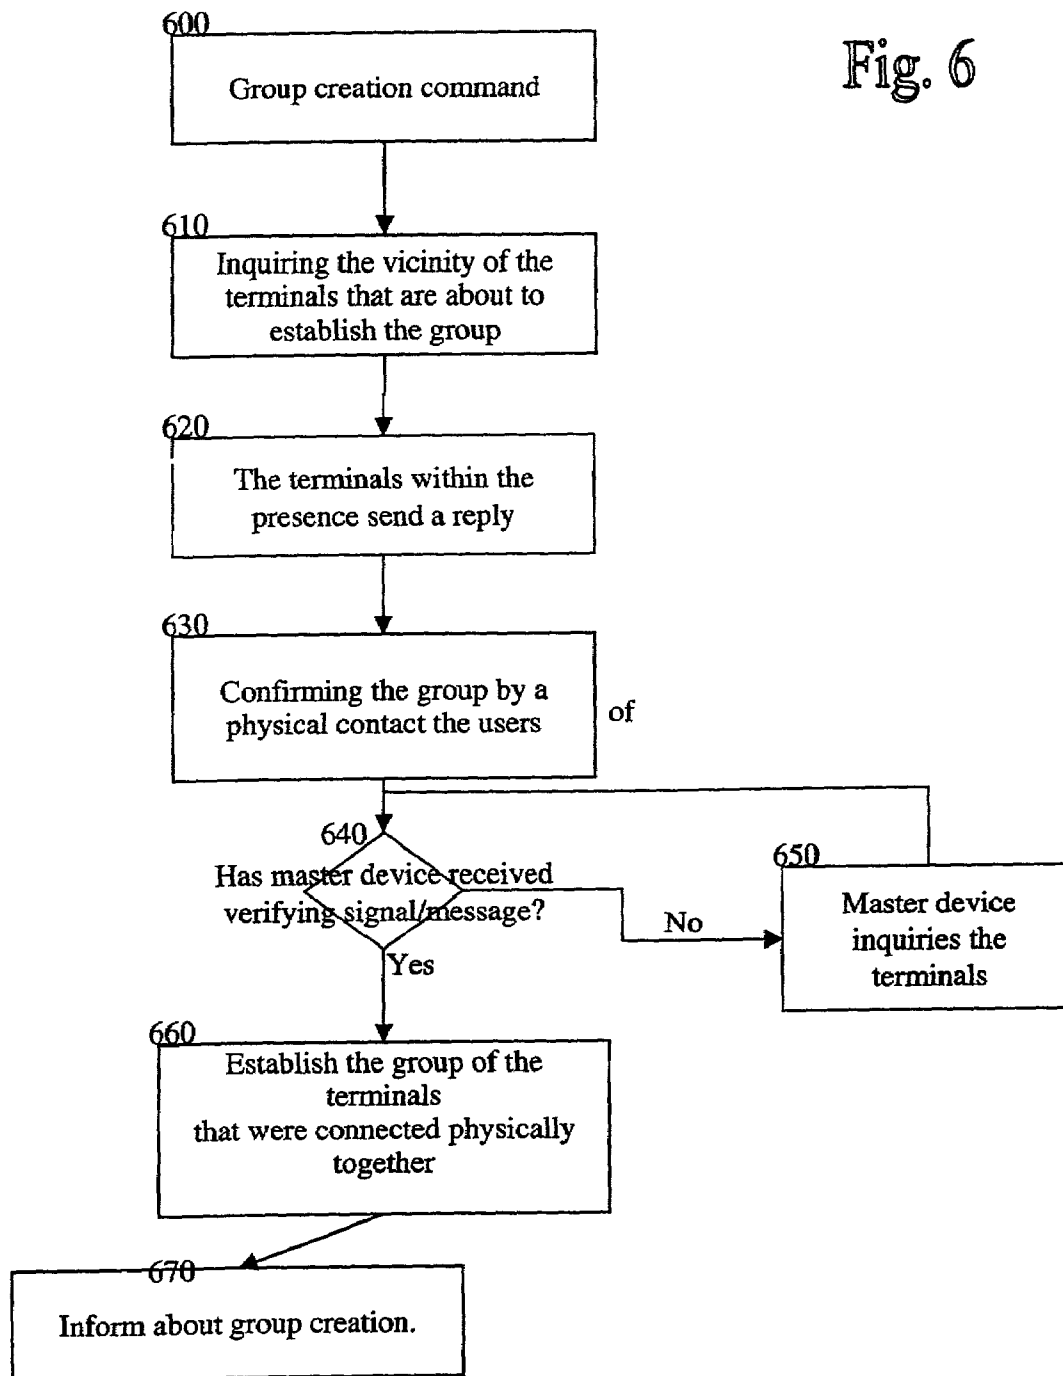 600
Fig. 6
Group creation command
610
Inquiring the vicinity of the
terminals that are about to
establish the group
620
The terminals within the
presence send a reply
630
Confirming the group by a
physical contact the users
of
640
Has master device received
verifying signal/message?
No
Yes
650
Master device
inquiries the
terminals
660
Establish the group of the
terminals
that were connected physically
together
670
Inform about group creation.